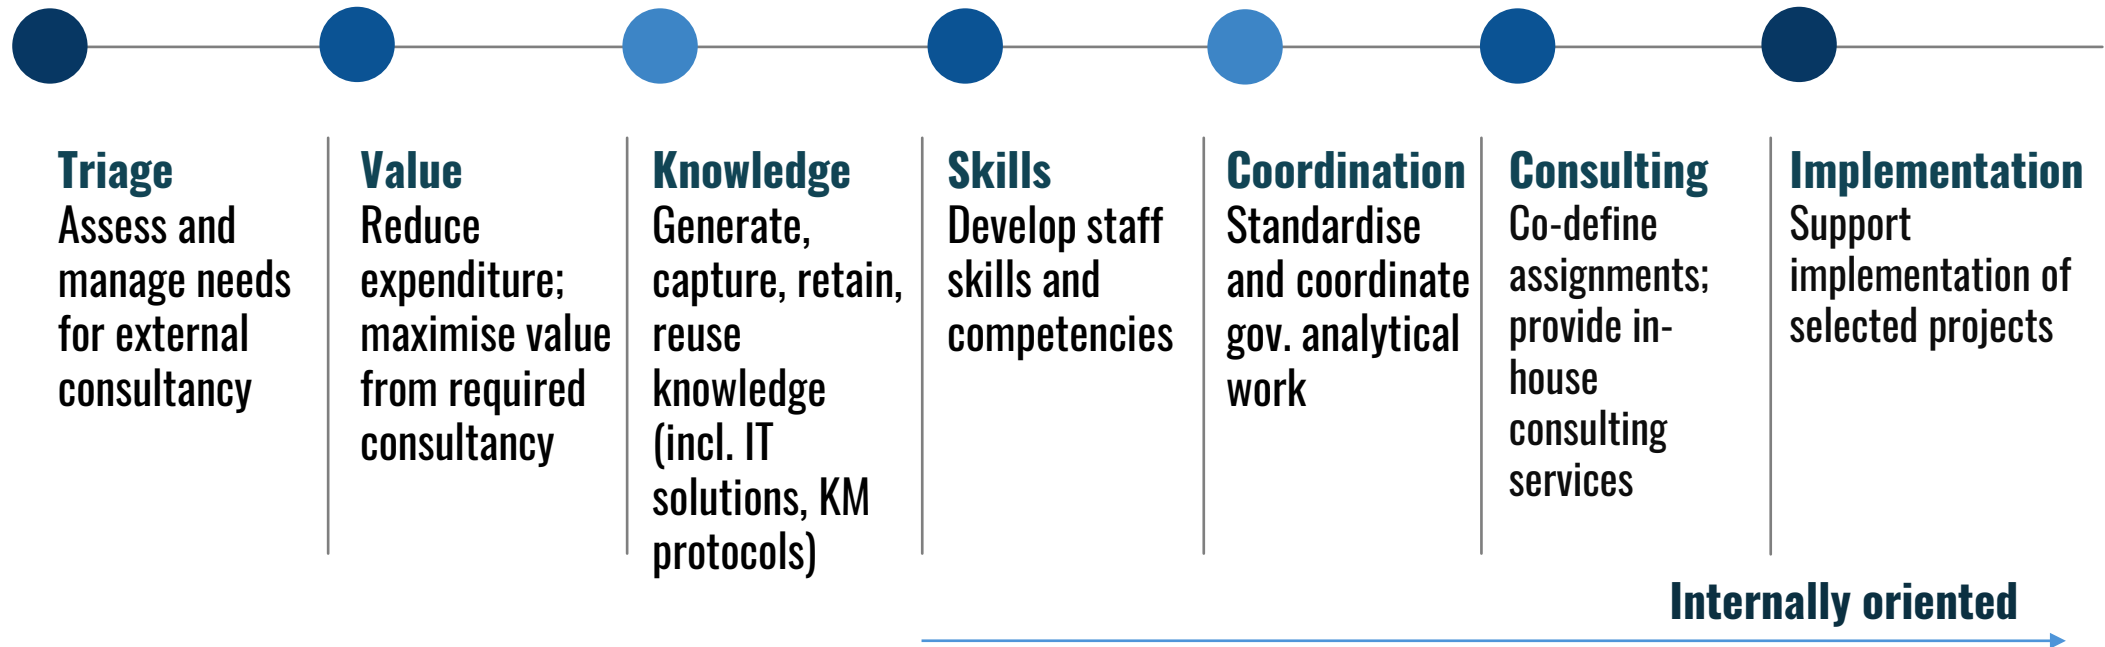 Triage
Assess and
manage needs
for external
consultancy
Value
Reduce
expenditure;
maximise value
from required
consultancy
Knowledge
Generate,
capture, retain,
reuse
knowledge
(incl. IT
solutions, KM
protocols)
Skills
Develop staff
skills and
competencies
Coordination
Standardise
and coordinate
gov. analytical
work
Consulting
Co-define
assignments;
provide in-
house
consulting
services
Implementation
Support
implementation of
selected projects
Internally oriented